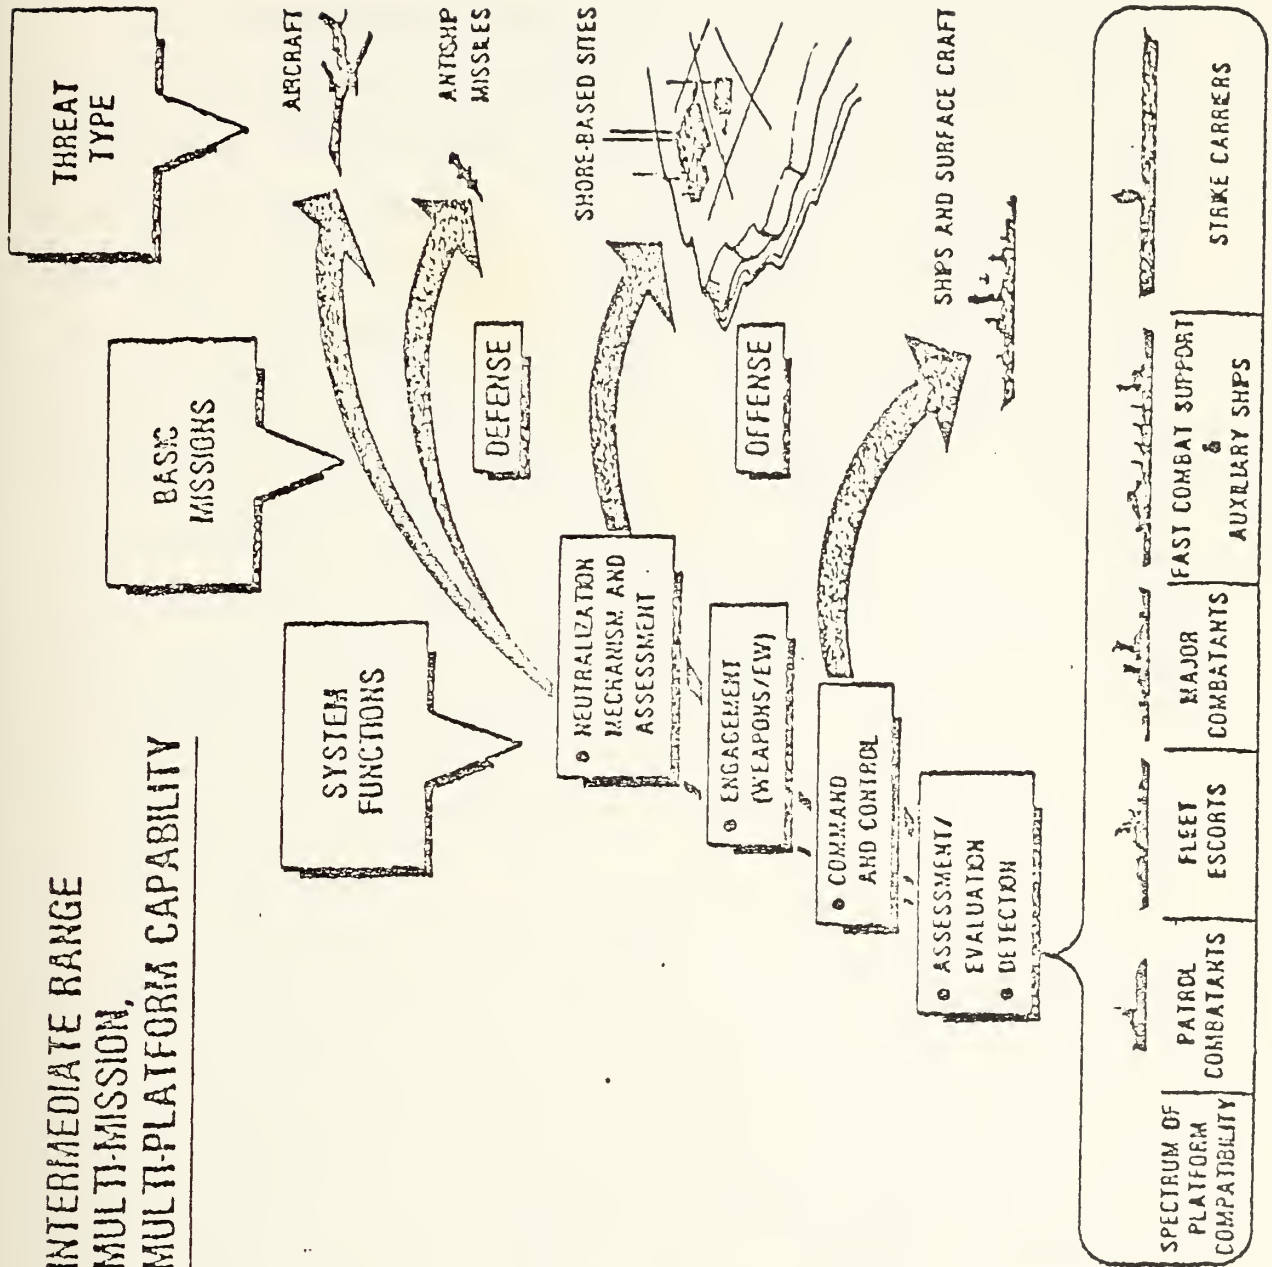 INTERMEDIATE RANGE
MULTI-MISSION,
MULTI-PLATFORM CAPABILITY
SYSTEM
FUNCTIONS
BASIC
MISSIONS
THREAT
TYPE
● NEUTRALIZATION
MECHANISM AND
ASSESSMENT
● ENGAGEMENT
(WEAPONS/EW)
● COMMAND
AND CONTROL
● ASSESSMENT/
EVALUATION
● DETECTION
DEFENSE
OFFENSE
AIRCRAFT
ANTISHIP
MISSILES
SHORE-BASED SITES
SHIPS AND SURFACE CRAFT
SPECTRUM OF
PLATFORM
COMPATIBILITY
PATROL
COMBATANTS
FLEET
ESCORTS
MAJOR
COMBATANTS
FAST COMBAT SUPPORT
&
AUXILIARY SHIPS
STRIKE CARRIERS